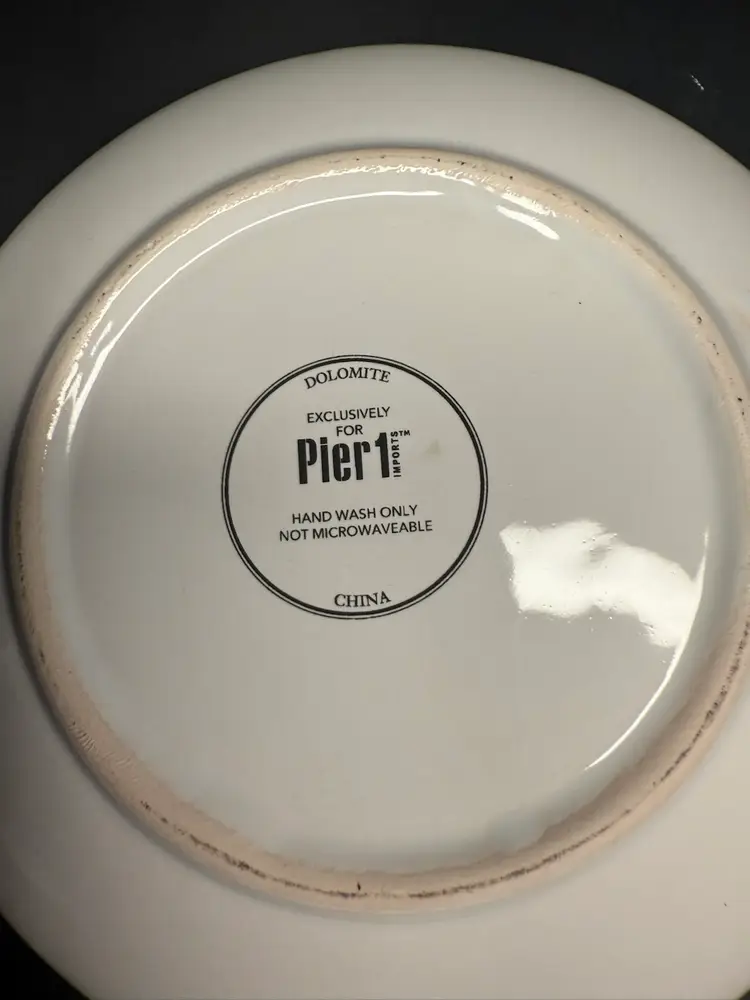 DOLOMITE
EXCLUSIVELY
FOR
Pier1 IMPORTS™
HAND WASH ONLY
NOT MICROWAVEABLE
CHINA